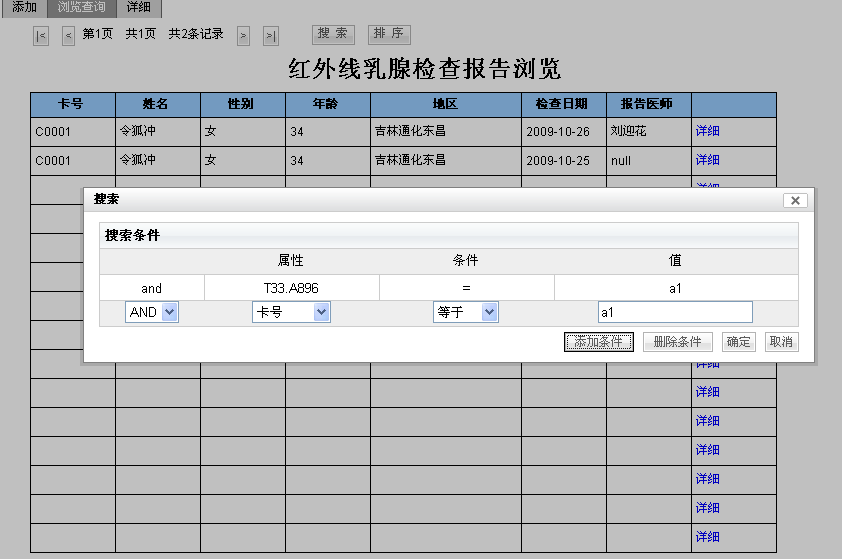 添加 浏览查询 详细
|< < 第1页 共1页 共2条记录 > >| 搜 索 排 序
红外线乳腺检查报告浏览
卡号 姓名 性别 年龄 地区 检查日期 报告医师
C0001 令狐冲 女 34 吉林通化东昌 2009-10-26 刘迎花 详细
C0001 令狐冲 女 34 吉林通化东昌 2009-10-25 null 详细
详细
搜索
搜索条件
属性 条件 值
and T33.A896 = a1
AND 卡号 等于 a1
添加条件 删除条件 确定 取消
详细
详细
详细
详细
详细
详细
详细